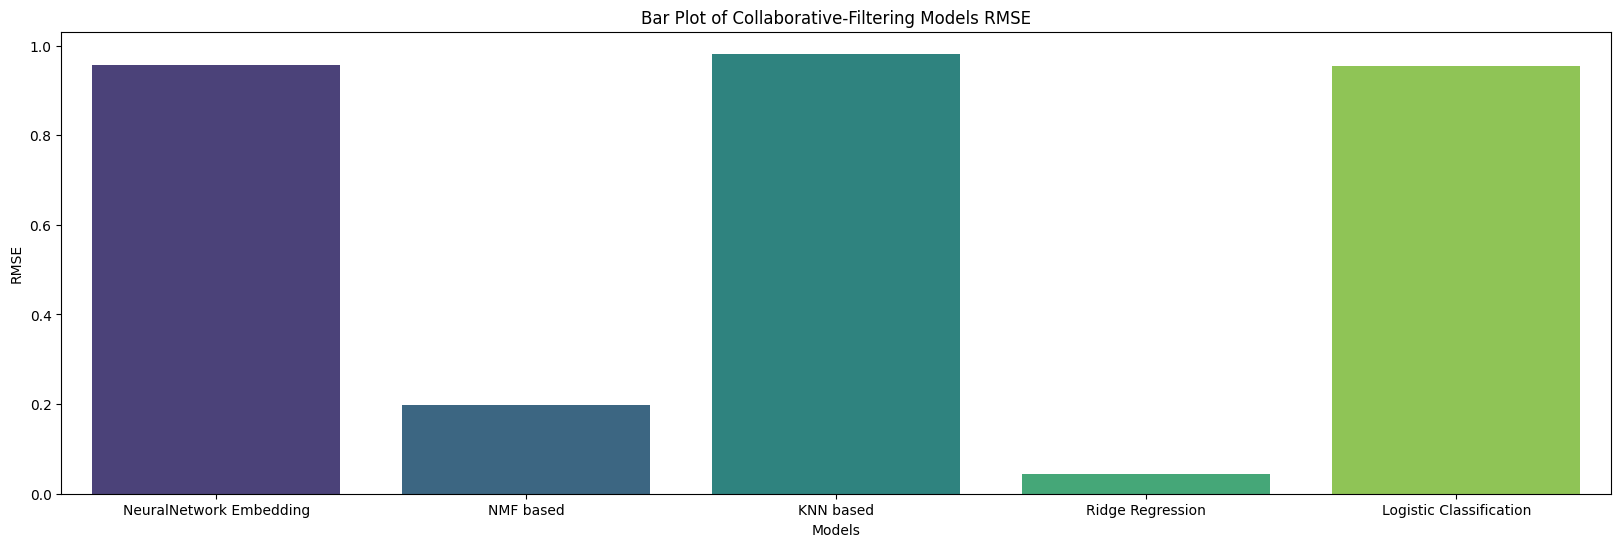 Bar Plot of Collaborative-Filtering Models RMSE
1.0
0.8
0.6
0.4
0.2
0.0
RMSE
NeuralNetwork Embedding
NMF based
KNN based
Ridge Regression
Logistic Classification
Models